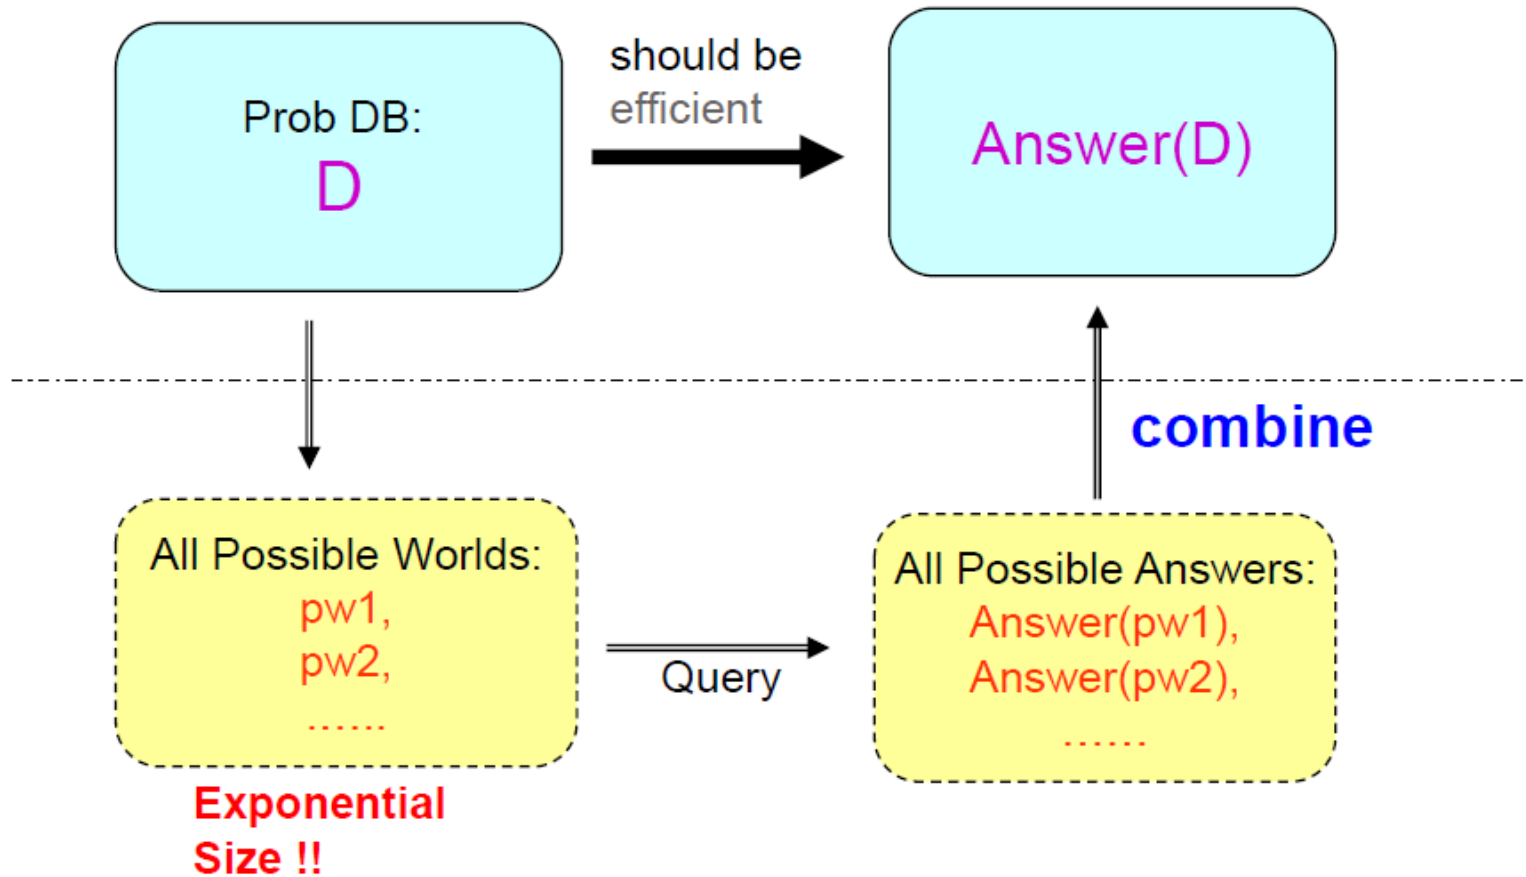 Prob DB:
D
should be
efficient
Answer(D)
combine
All Possible Worlds:
pw1,
pw2,
......
Exponential
Size !!
Query
All Possible Answers:
Answer(pw1),
Answer(pw2),
......